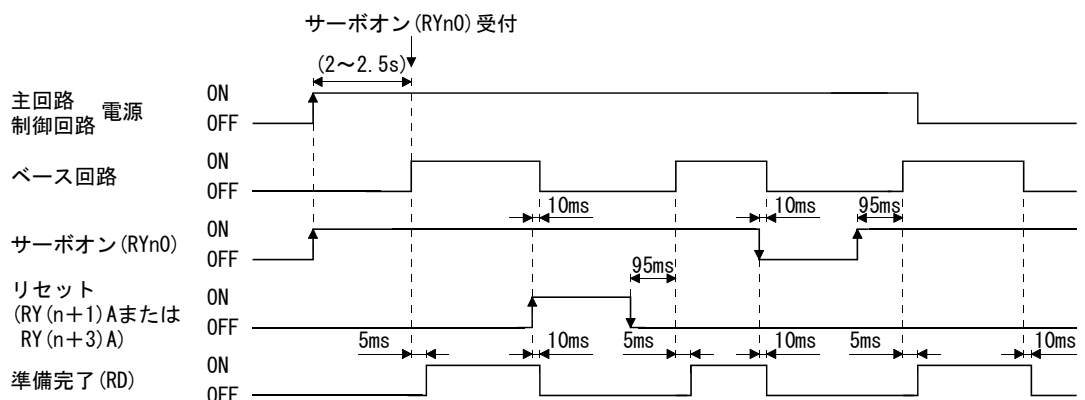 サーボオン(RYn0)受付
(2～2.5s)
主回路
制御回路 電源
ON
OFF
ベース回路
ON
OFF
10ms
10ms
95ms
サーボオン(RYn0)
ON
OFF
95ms
リセット
(RY(n+1)Aまたは
RY(n+3)A)
ON
OFF
5ms
10ms
5ms
10ms
5ms
10ms
準備完了(RD)
ON
OFF